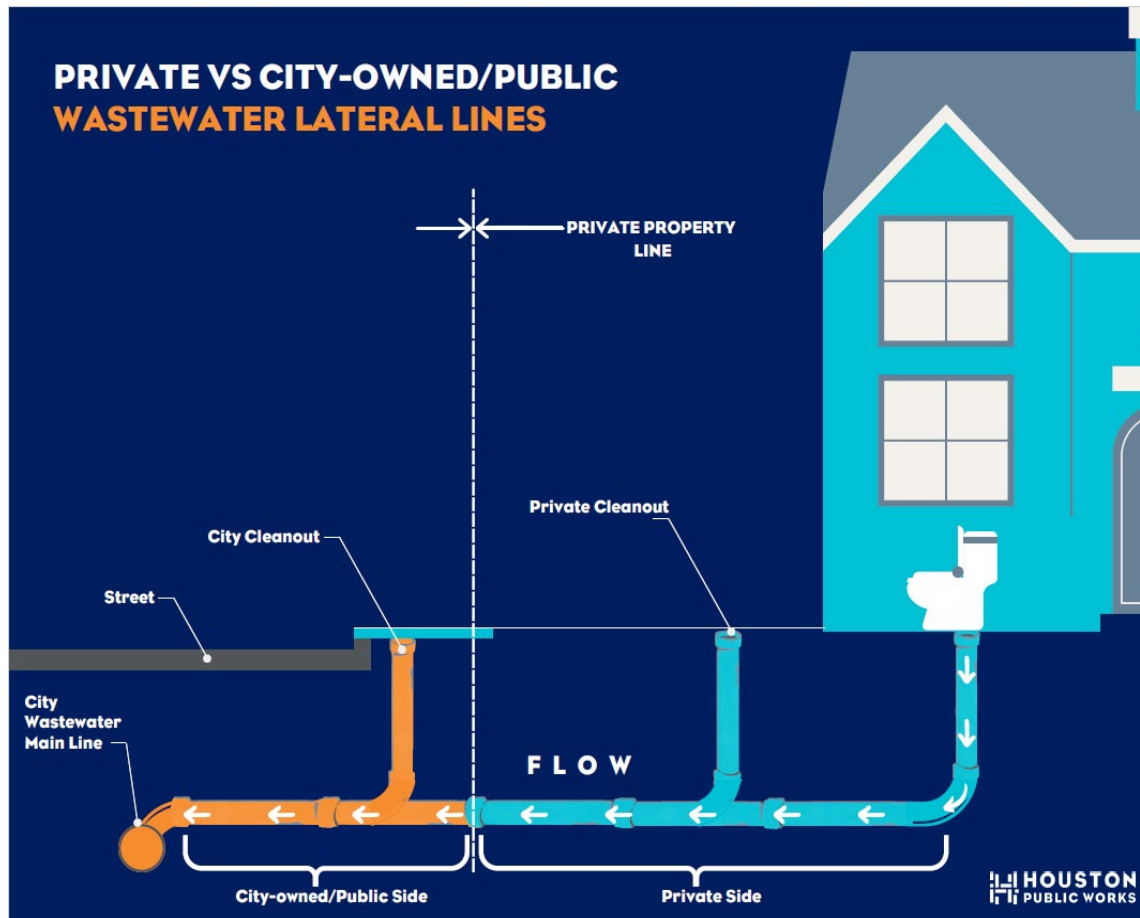 PRIVATE VS CITY-OWNED/PUBLIC
WASTEWATER LATERAL LINES
PRIVATE PROPERTY
LINE
Private Cleanout
City Cleanout
Street
City
Wastewater
Main Line
FLOW
City-owned/Public Side
Private Side
HOUSTON
PUBLIC WORKS